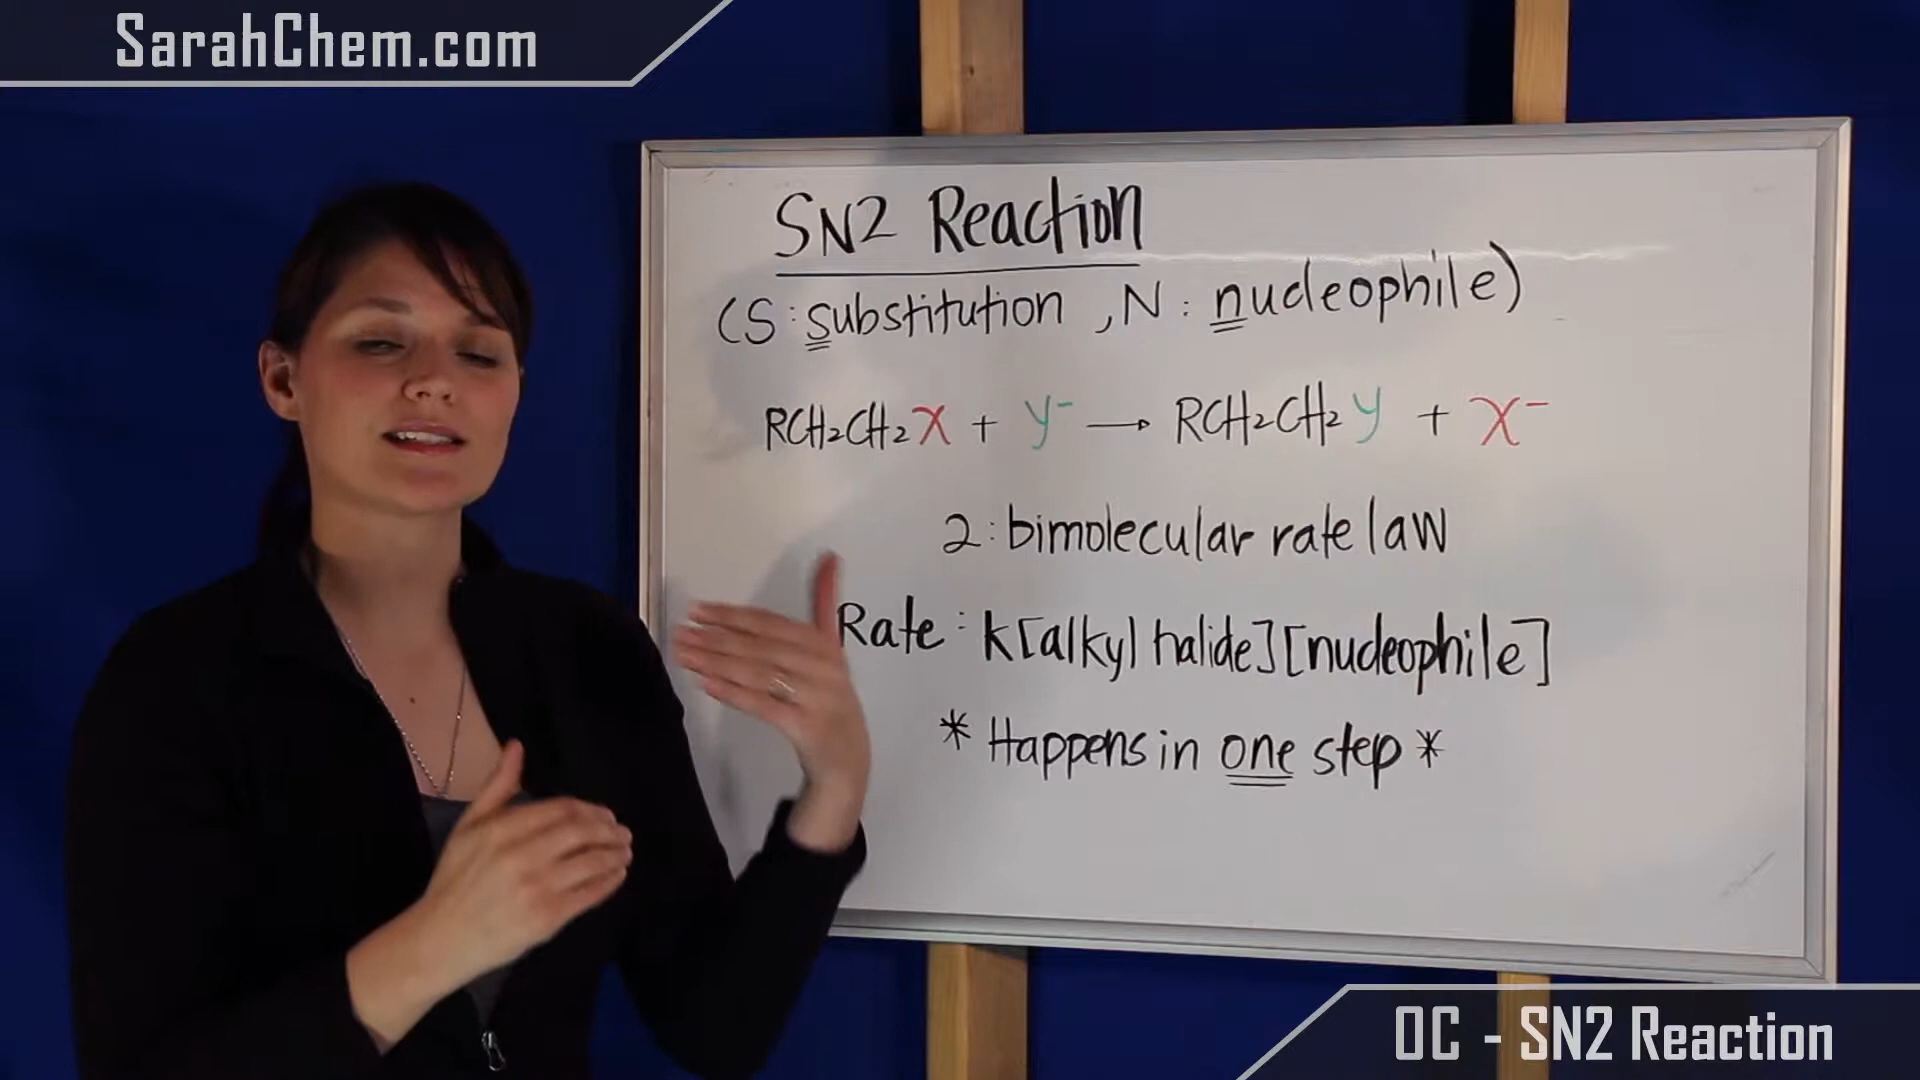 SarahChem.com
SN2 Reaction
(S: substitution, N: nucleophile)
RCH₂CH₂X + Y⁻ → RCH₂CH₂Y + X⁻
2: bimolecular rate law
Rate: k[alkyl halide][nucleophile]
* Happens in one step *
OC - SN2 Reaction